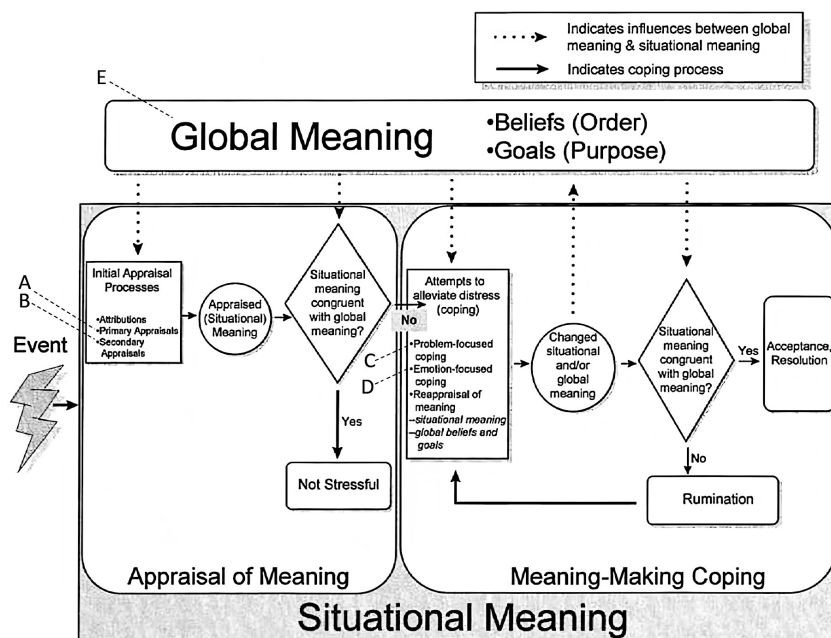 Indicates influences between global
meaning & situational meaning
Indicates coping process
E
Global Meaning
•Beliefs (Order)
•Goals (Purpose)
Initial Appraisal
Processes
•Attributions
•Primary Appraisals
•Secondary
Appraisals
A
B
Event
Appraised
(Situational)
Meaning
Situational
meaning
congruent
with global
meaning?
Yes
Not Stressful
No
Attempts to
alleviate distress
(coping)
•Problem-focused
coping
•Emotion-focused
coping
•Reappraisal of
meaning
–situational meaning
–global beliefs and
goals
C
D
Changed
situational
and/or
global
meaning
Situational
meaning
congruent
with global
meaning?
Yes
Acceptance,
Resolution
No
Rumination
Appraisal of Meaning
Meaning-Making Coping
Situational Meaning